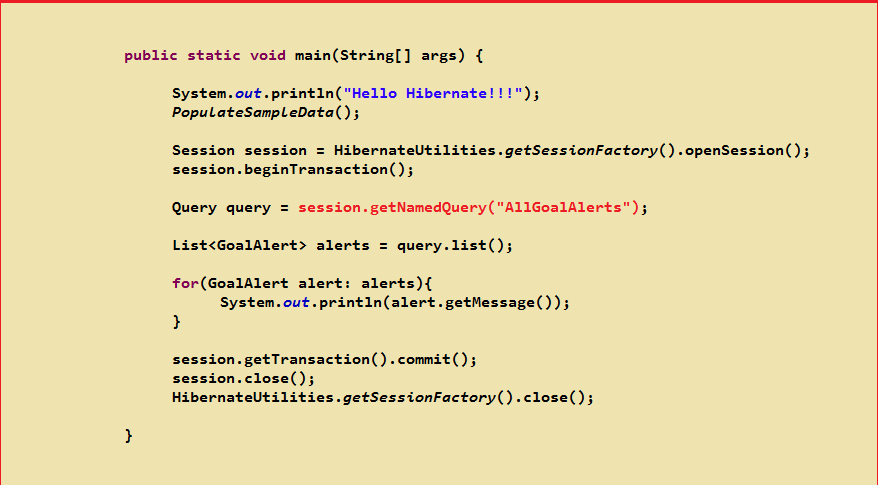 public static void main(String[] args) {
System.out.println("Hello Hibernate!!!");
PopulateSampleData();
Session session = HibernateUtilities.getSessionFactory().openSession();
session.beginTransaction();
Query query = session.getNamedQuery("AllGoalAlerts");
List<GoalAlert> alerts = query.list();
for(GoalAlert alert: alerts){
System.out.println(alert.getMessage());
}
session.getTransaction().commit();
session.close();
HibernateUtilities.getSessionFactory().close();
}